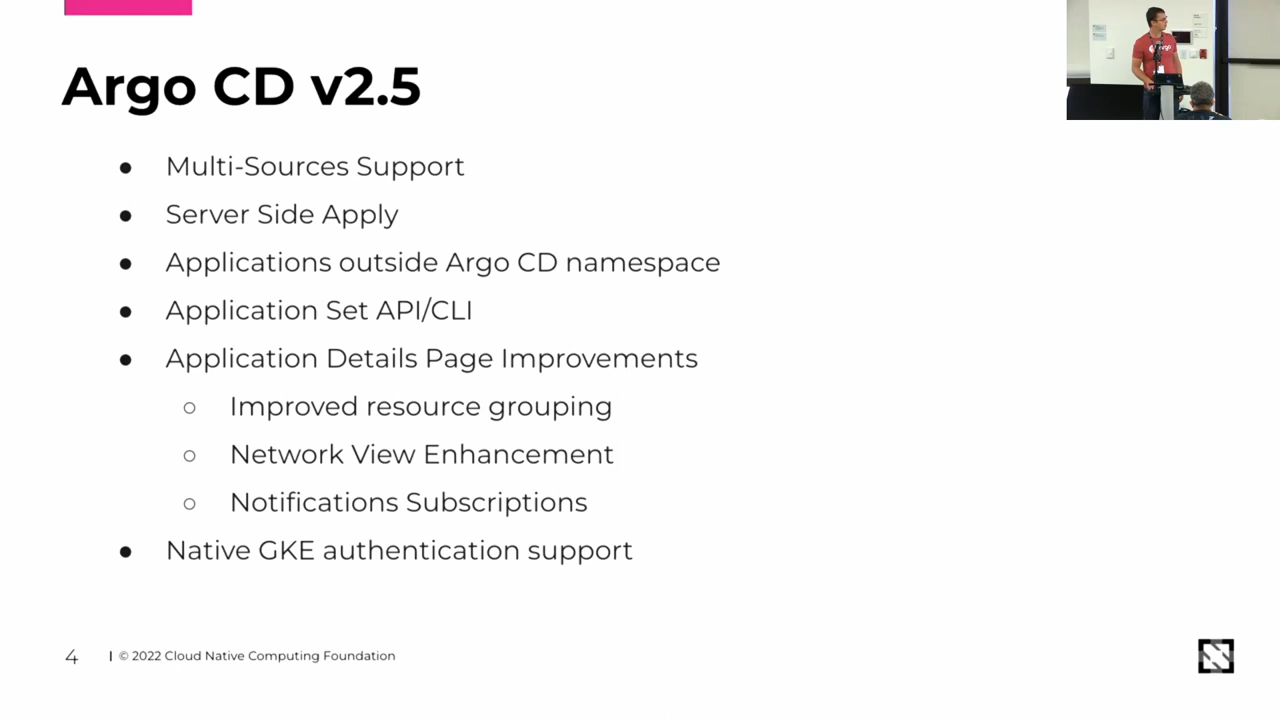 Argo CD v2.5
● Multi-Sources Support
● Server Side Apply
● Applications outside Argo CD namespace
● Application Set API/CLI
● Application Details Page Improvements
○ Improved resource grouping
○ Network View Enhancement
○ Notifications Subscriptions
● Native GKE authentication support
4 | © 2022 Cloud Native Computing Foundation